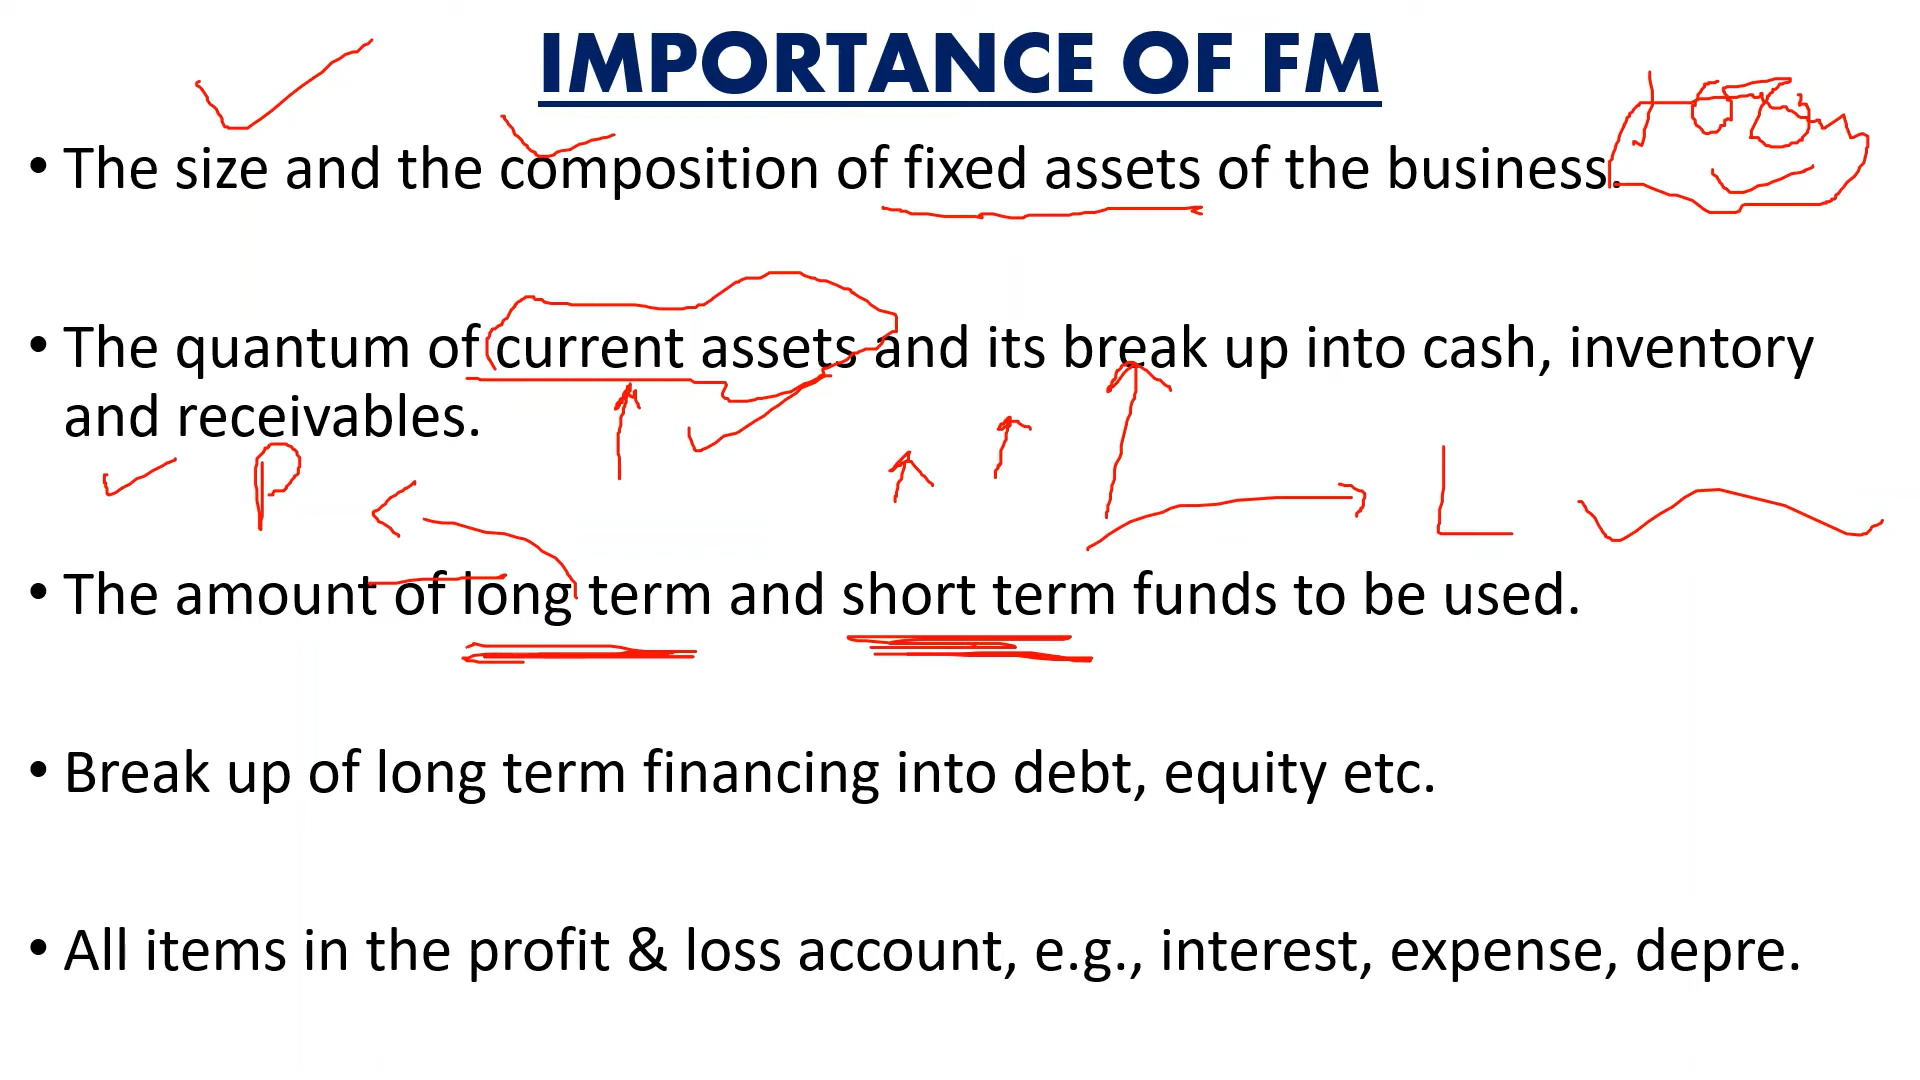 IMPORTANCE OF FM
• The size and the composition of fixed assets of the business.
• The quantum of current assets and its break up into cash, inventory
and receivables.
P
L
• The amount of long term and short term funds to be used.
• Break up of long term financing into debt, equity etc.
• All items in the profit & loss account, e.g., interest, expense, depre.